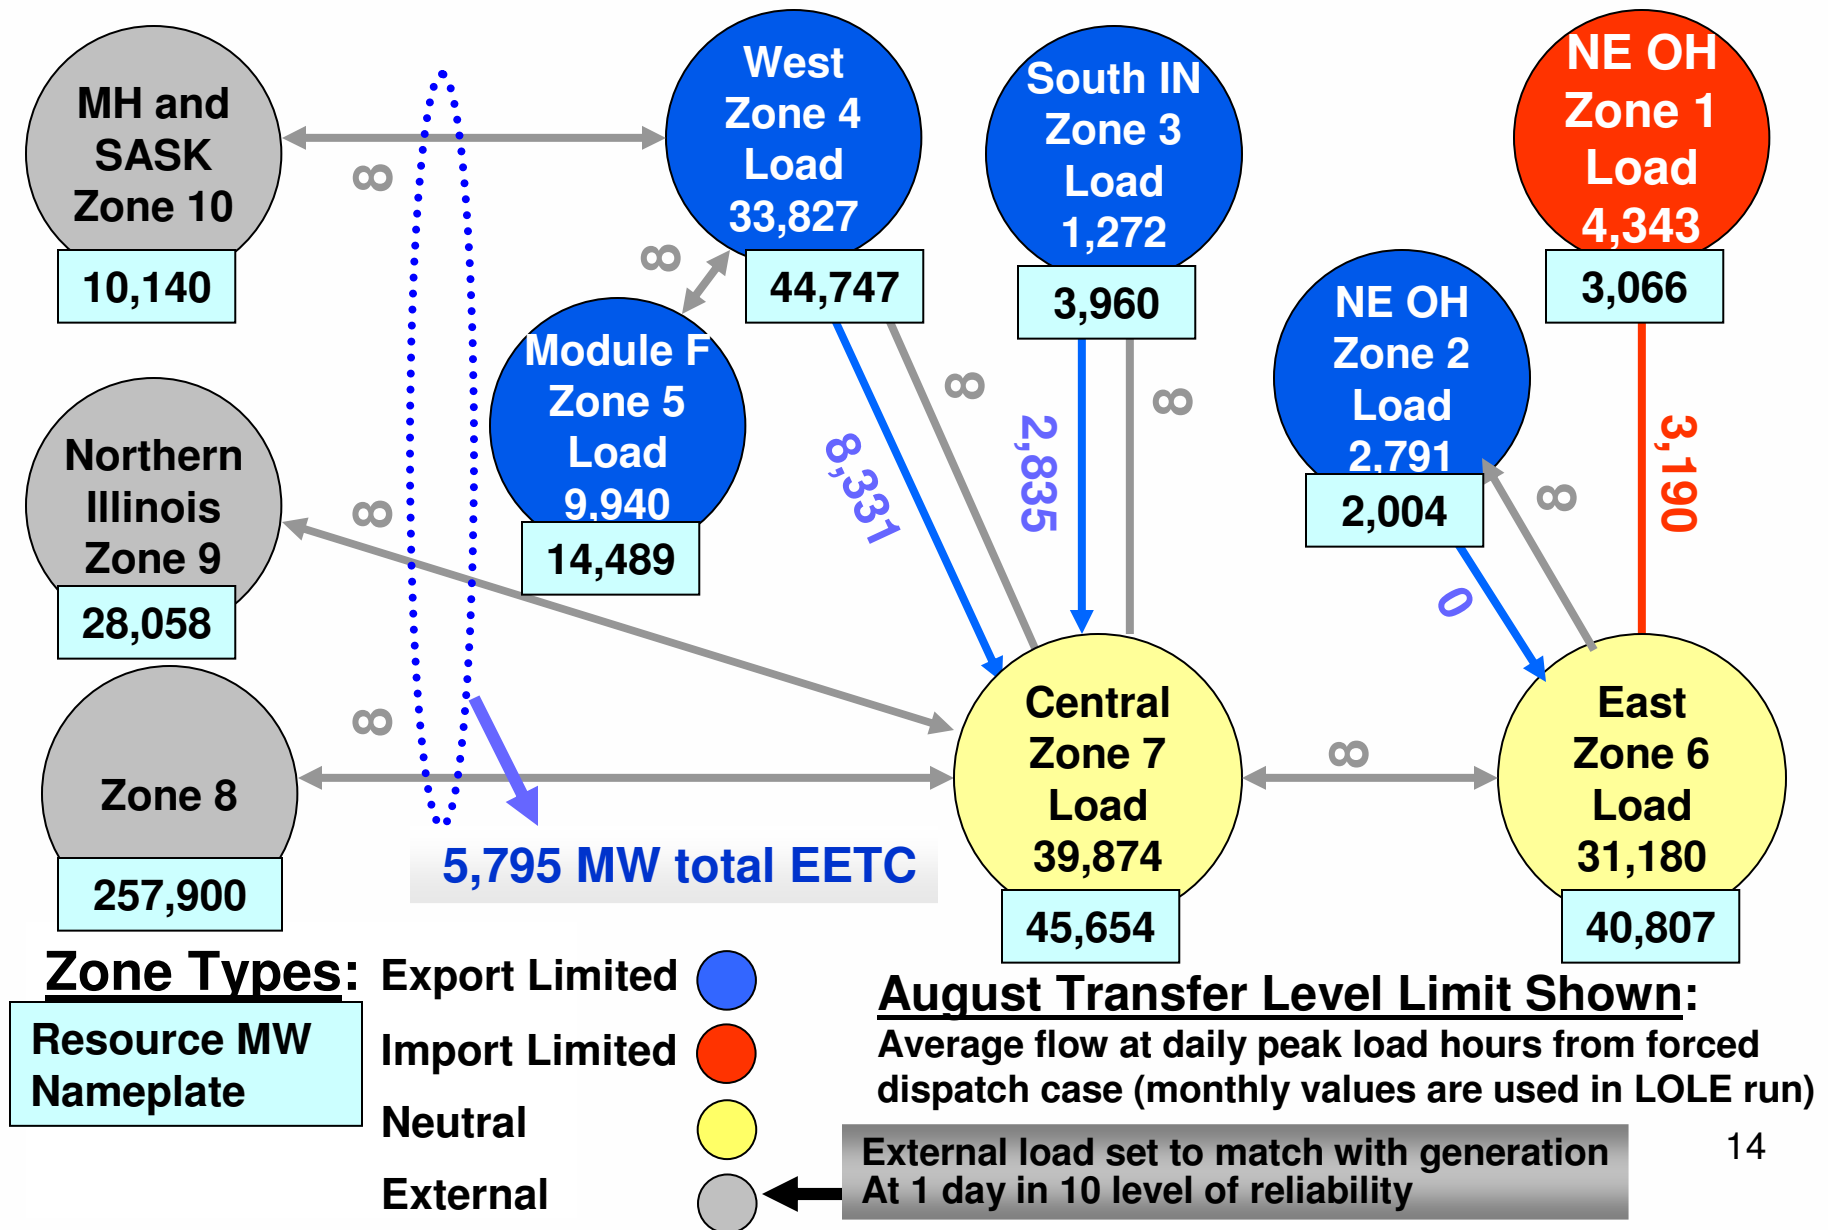 MH and
SASK
Zone 10
10,140
∞
West
Zone 4
Load
33,827
44,747
∞
South IN
Zone 3
Load
1,272
3,960
NE OH
Zone 1
Load
4,343
3,066
Module F
Zone 5
Load
9,940
14,489
NE OH
Zone 2
Load
2,791
2,004
8,331
∞
2,835
∞
∞
3,190
0
Northern
Illinois
Zone 9
28,058
∞
Zone 8
257,900
∞
5,795 MW total EETC
Central
Zone 7
Load
39,874
45,654
∞
East
Zone 6
Load
31,180
40,807
Zone Types:
Resource MW
Nameplate
Export Limited
Import Limited
Neutral
External
August Transfer Level Limit Shown:
Average flow at daily peak load hours from forced
dispatch case (monthly values are used in LOLE run)
External load set to match with generation
At 1 day in 10 level of reliability
14